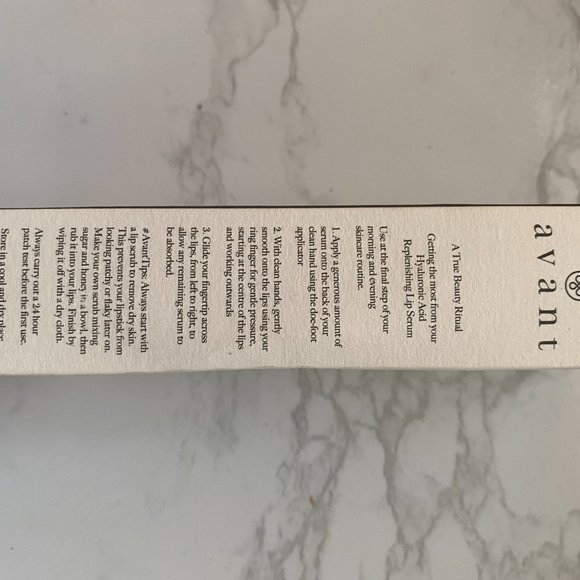 avant
A True Beauty Ritual
Getting the most from your
Hyaluronic Acid
Replenishing Lip Serum
Use at the final step of your
morning and evening
skincare routine.
1. Apply a generous amount of
serum onto the back of your
clean hand using the doe-foot
applicator
2. With clean hands, gently
smooth onto the lips using your
ring finger for gentle pressure,
starting at the centre of the lips
and working outwards
3. Glide your fingertip across
the lips, from left to right, to
allow any remaining serum to
be absorbed.
#AvantTips: Always start with
a lip scrub to remove dry skin.
This prevents your lipstick from
looking patchy or flaky later on.
Make your own scrub mixing
sugar and honey in a bowl, then
rub it into your lips. Finish by
wiping it off with a dry cloth.
Always carry out a 24 hour
patch test before the first use.
Store in a cool and dry place